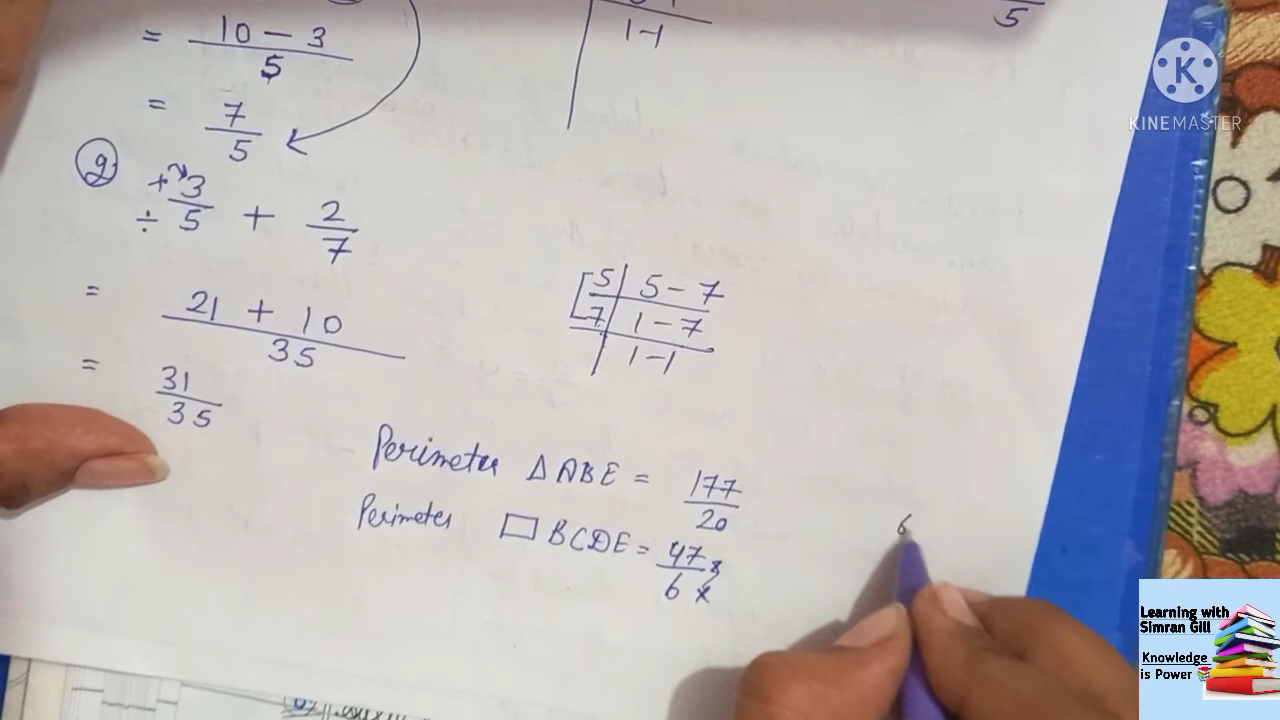 = 10 - 3
5
= 7
5
1-1
5
KINEMASTER
K
g
+ 3
÷ 5 + 2
7
= 21 + 10
35
= 31
35
5 | 5 - 7
7 | 1 - 7
1-1
Perimeter △ABE = 177
20
Perimeter □ BCDE = 47 x
6 x
6
Learning with
Simran Gill
Knowledge
is Power